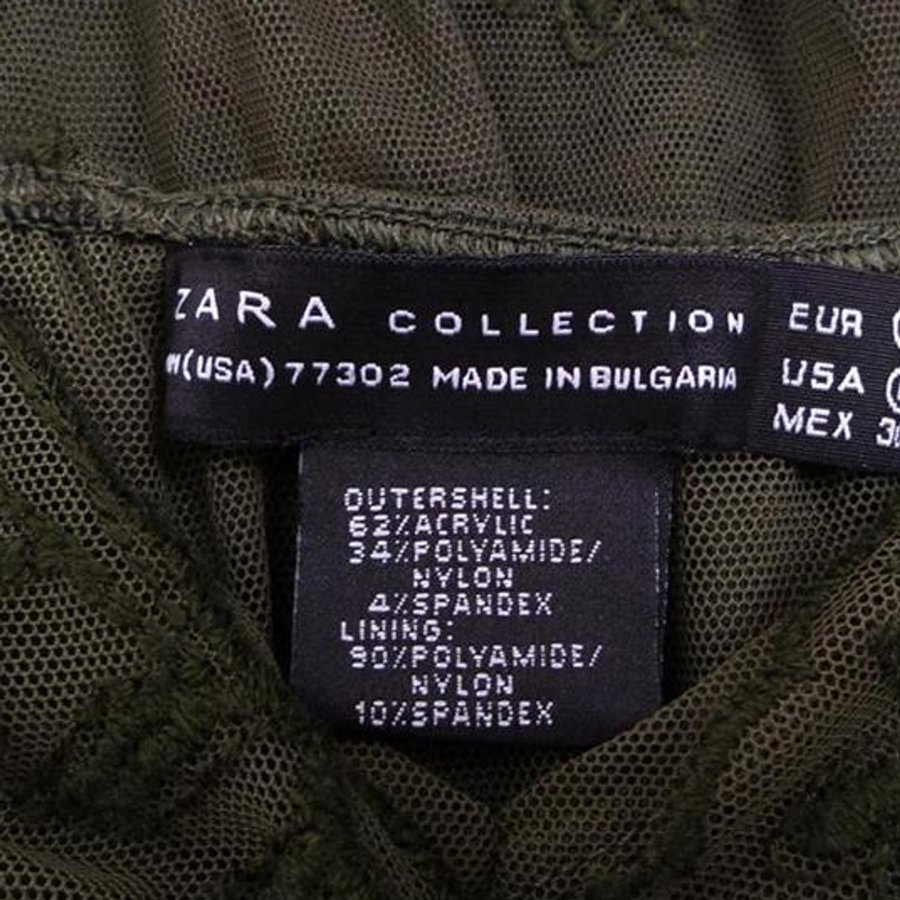 ZARA COLLECTION
(USA) 77302 MADE IN BULGARIA
EUR
USA
MEX
OUTERSHELL:
62%ACRYLIC
34%POLYAMIDE/
NYLON
4%SPANDEX
LINING:
90%POLYAMIDE/
NYLON
10%SPANDEX